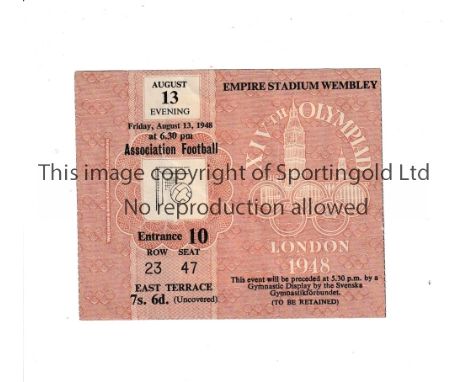 AUGUST
13
EVENING
EMPIRE STADIUM WEMBLEY
Friday, August 13, 1948
at 6.30 pm
Association Football
XIVTH OLYMPIAD
This image copyright of Sportingold Ltd
No reproduction allowed
Entrance 10
ROW SEAT
23 47
EAST TERRACE
7s. 6d. (Uncovered)
LONDON
1948
This event will be preceded at 5.30 p.m. by a
Gymnastic Display by the Svenska
Gymnastikförbundet.
(TO BE RETAINED)